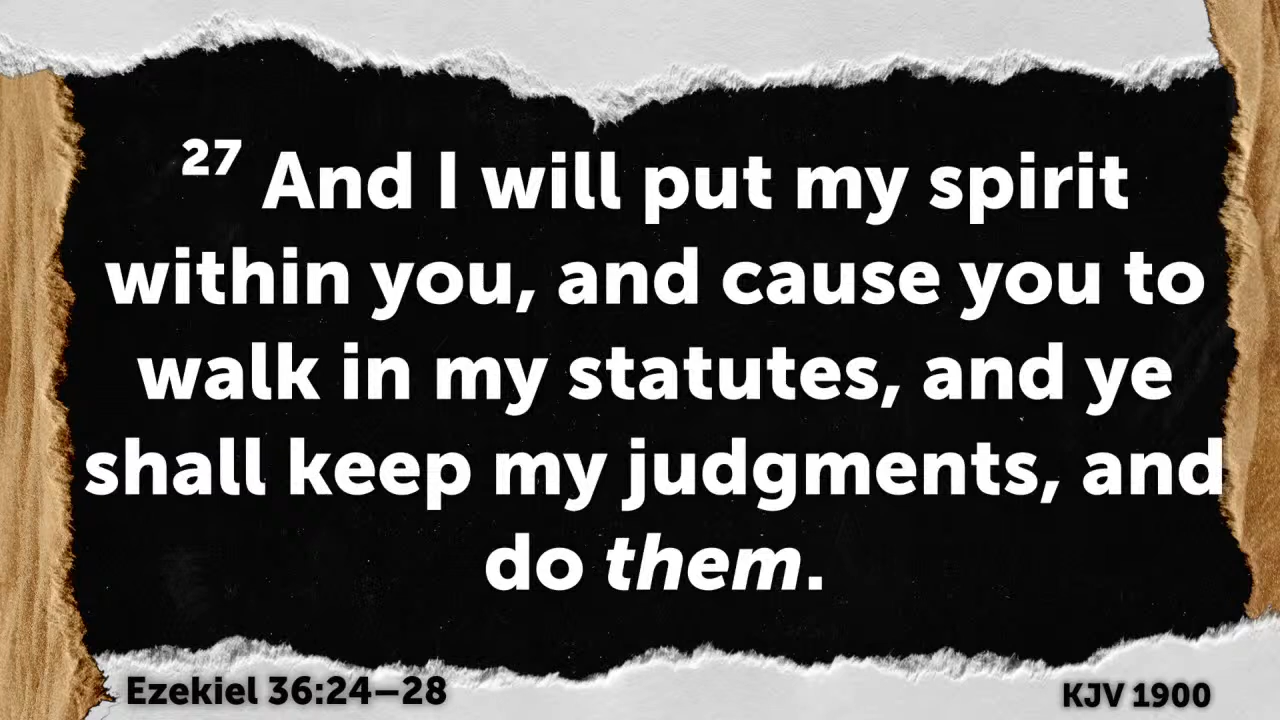 27 And I will put my spirit
within you, and cause you to
walk in my statutes, and ye
shall keep my judgments, and
do them.
Ezekiel 36:24–28
KJV 1900